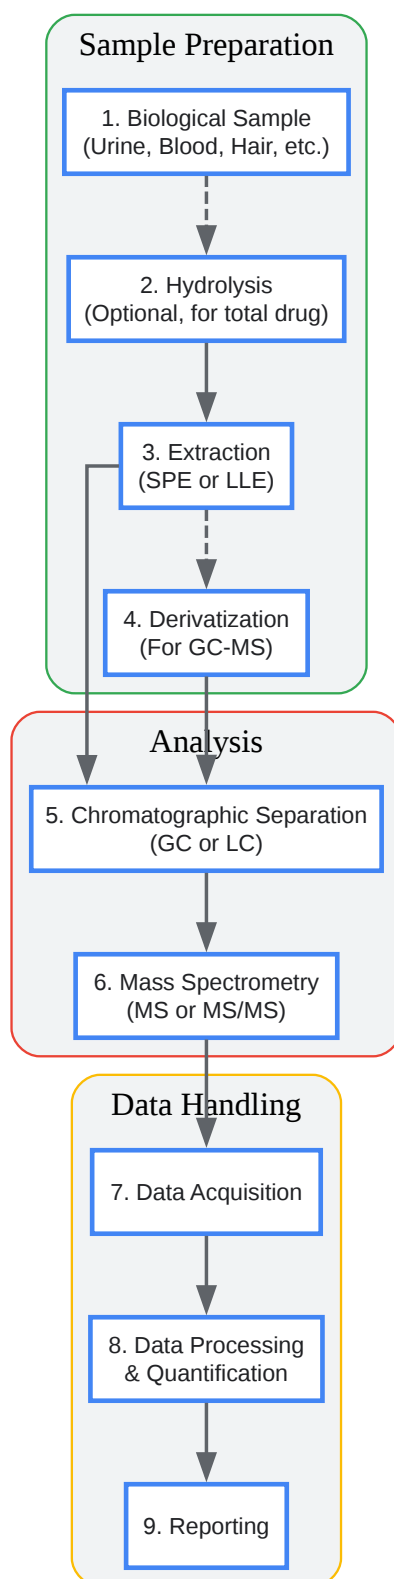 Sample Preparation
1. Biological Sample
(Urine, Blood, Hair, etc.)
2. Hydrolysis
(Optional, for total drug)
3. Extraction
(SPE or LLE)
4. Derivatization
(For GC-MS)
Analysis
5. Chromatographic Separation
(GC or LC)
6. Mass Spectrometry
(MS or MS/MS)
Data Handling
7. Data Acquisition
8. Data Processing
& Quantification
9. Reporting